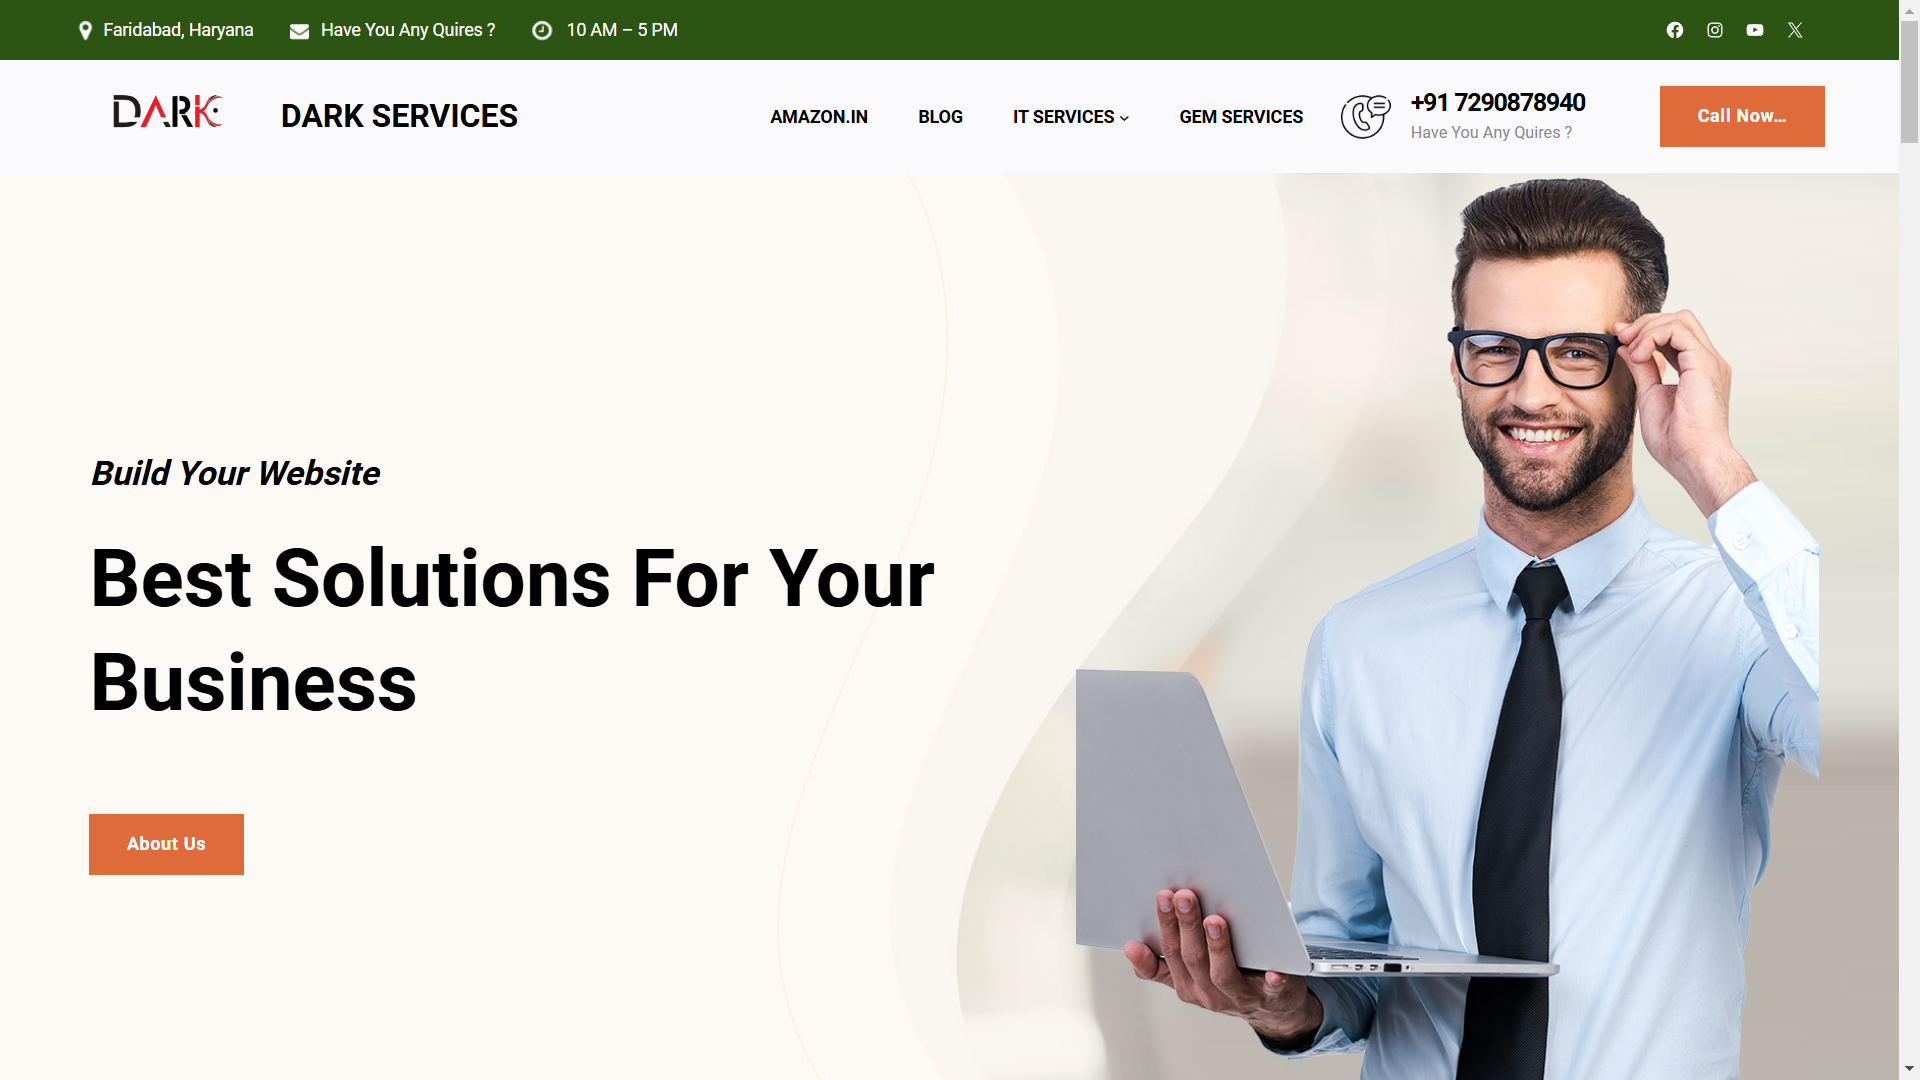 Faridabad, Haryana
Have You Any Quires ?
10 AM – 5 PM
DARK
DARK SERVICES
AMAZON.IN
BLOG
IT SERVICES
GEM SERVICES
+91 7290878940
Have You Any Quires ?
Call Now...
Build Your Website
Best Solutions For Your
Business
About Us